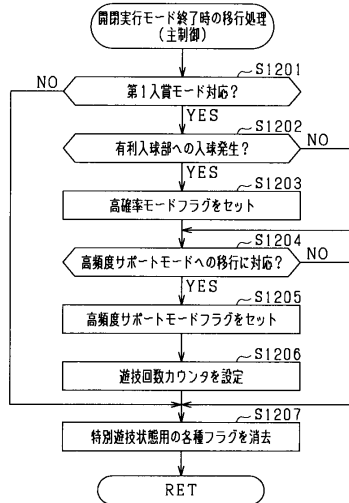 開閉実行モード終了時の移行処理
(主制御)
S1201
NO
第1入賞モード対応?
YES
S1202
有利入球部への入球発生?
NO
YES
S1203
高確率モードフラグをセット
S1204
高頻度サポートモードへの移行に対応?
NO
YES
S1205
高頻度サポートモードフラグをセット
S1206
遊技回数カウンタを設定
S1207
特別遊技状態用の各種フラグを消去
RET